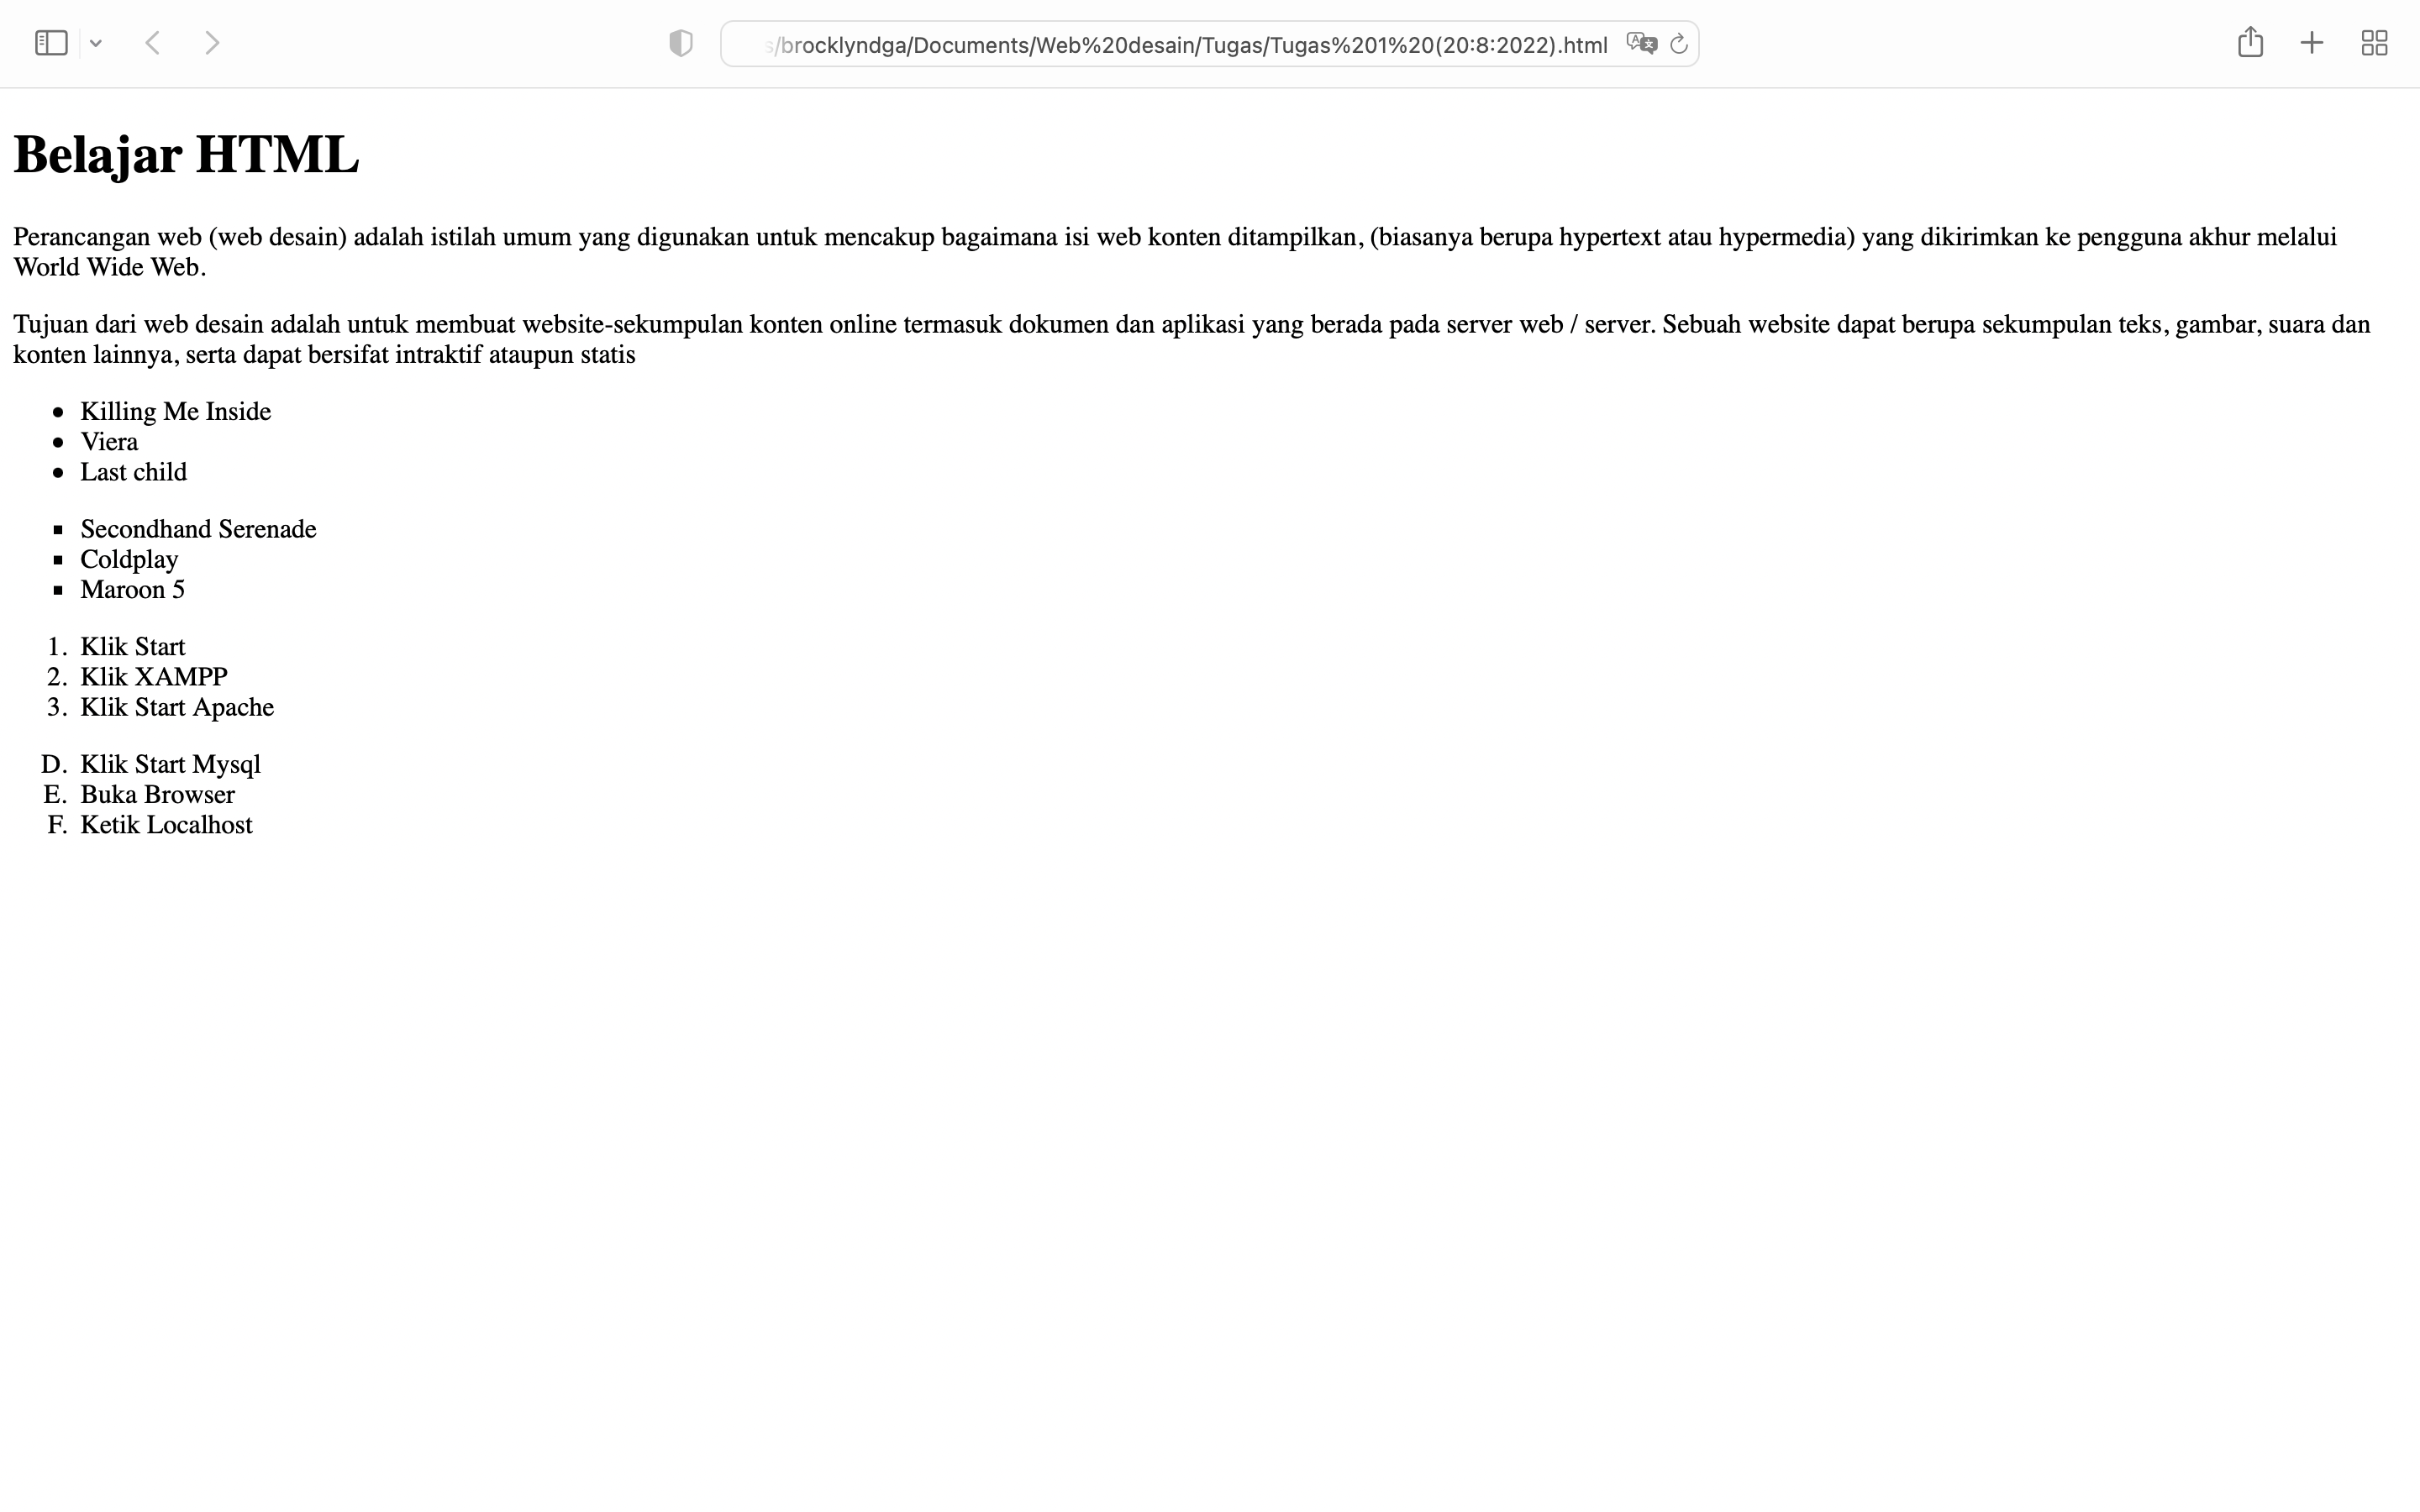 s/brocklyndga/Documents/Web%20desain/Tugas/Tugas%201%20(20:8:2022).html
Belajar HTML
Perancangan web (web desain) adalah istilah umum yang digunakan untuk mencakup bagaimana isi web konten ditampilkan, (biasanya berupa hypertext atau hypermedia) yang dikirimkan ke pengguna akhur melalui
World Wide Web.
Tujuan dari web desain adalah untuk membuat website-sekumpulan konten online termasuk dokumen dan aplikasi yang berada pada server web / server. Sebuah website dapat berupa sekumpulan teks, gambar, suara dan
konten lainnya, serta dapat bersifat intraktif ataupun statis
• Killing Me Inside
• Viera
• Last child
▪ Secondhand Serenade
▪ Coldplay
▪ Maroon 5
1. Klik Start
2. Klik XAMPP
3. Klik Start Apache
D. Klik Start Mysql
E. Buka Browser
F. Ketik Localhost